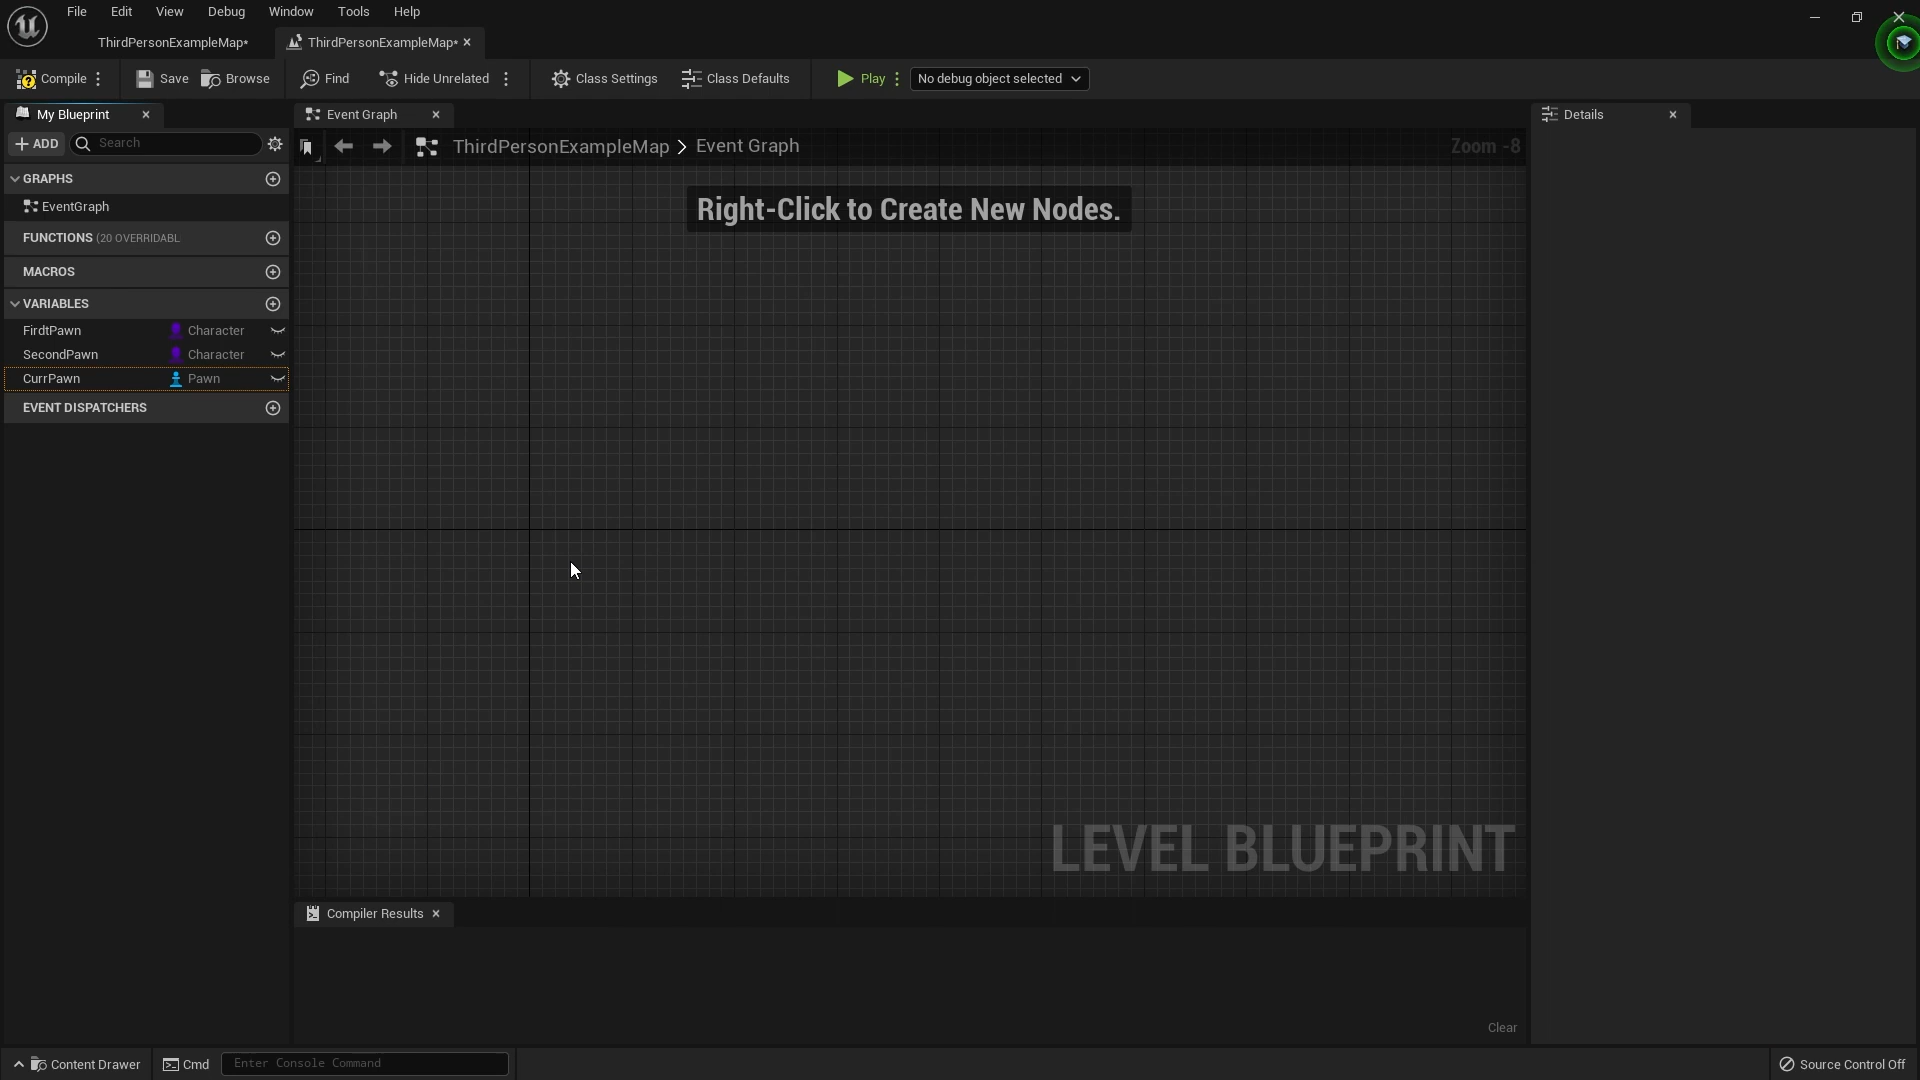 File Edit View Debug Window Tools Help
ThirdPersonExampleMap* ThirdPersonExampleMap*
Compile Save Browse Find Hide Unrelated Class Settings Class Defaults Play No debug object selected
My Blueprint Event Graph Details
ADD Search ThirdPersonExampleMap > Event Graph Zoom -8
GRAPHS
Right-Click to Create New Nodes.
EventGraph
FUNCTIONS (20 OVERRIDABL
MACROS
VARIABLES
FirdtPawn Character
SecondPawn Character
CurrPawn Pawn
EVENT DISPATCHERS
LEVEL BLUEPRINT
Compiler Results
Clear
Content Drawer Cmd Enter Console Command Source Control Off